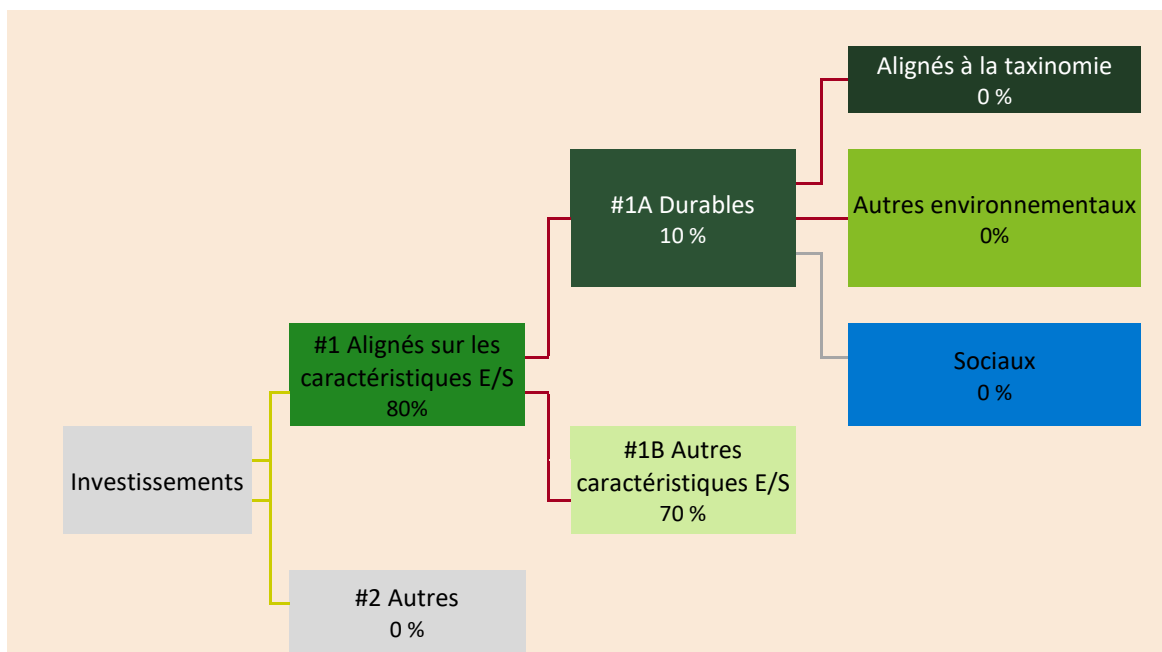 Alignés à la taxinomie
0 %
#1A Durables
10 %
Autres environnementaux
0%
#1 Alignés sur les
caractéristiques E/S
80%
Sociaux
0 %
Investissements
#1B Autres
caractéristiques E/S
70 %
#2 Autres
0 %